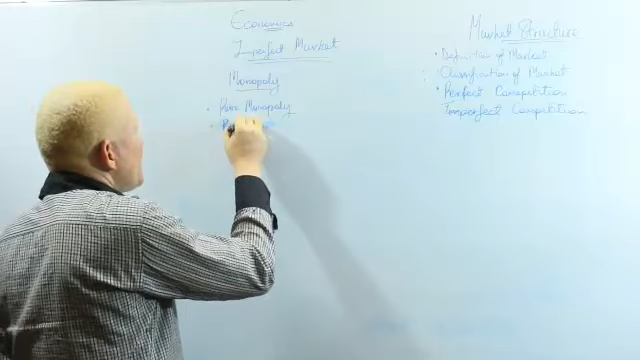 Economics
Imperfect Market
Monopoly
• Pure Monopoly
Market Structure
• Definition of Market
• Classification of Market
• Perfect Competition
Imperfect Competition